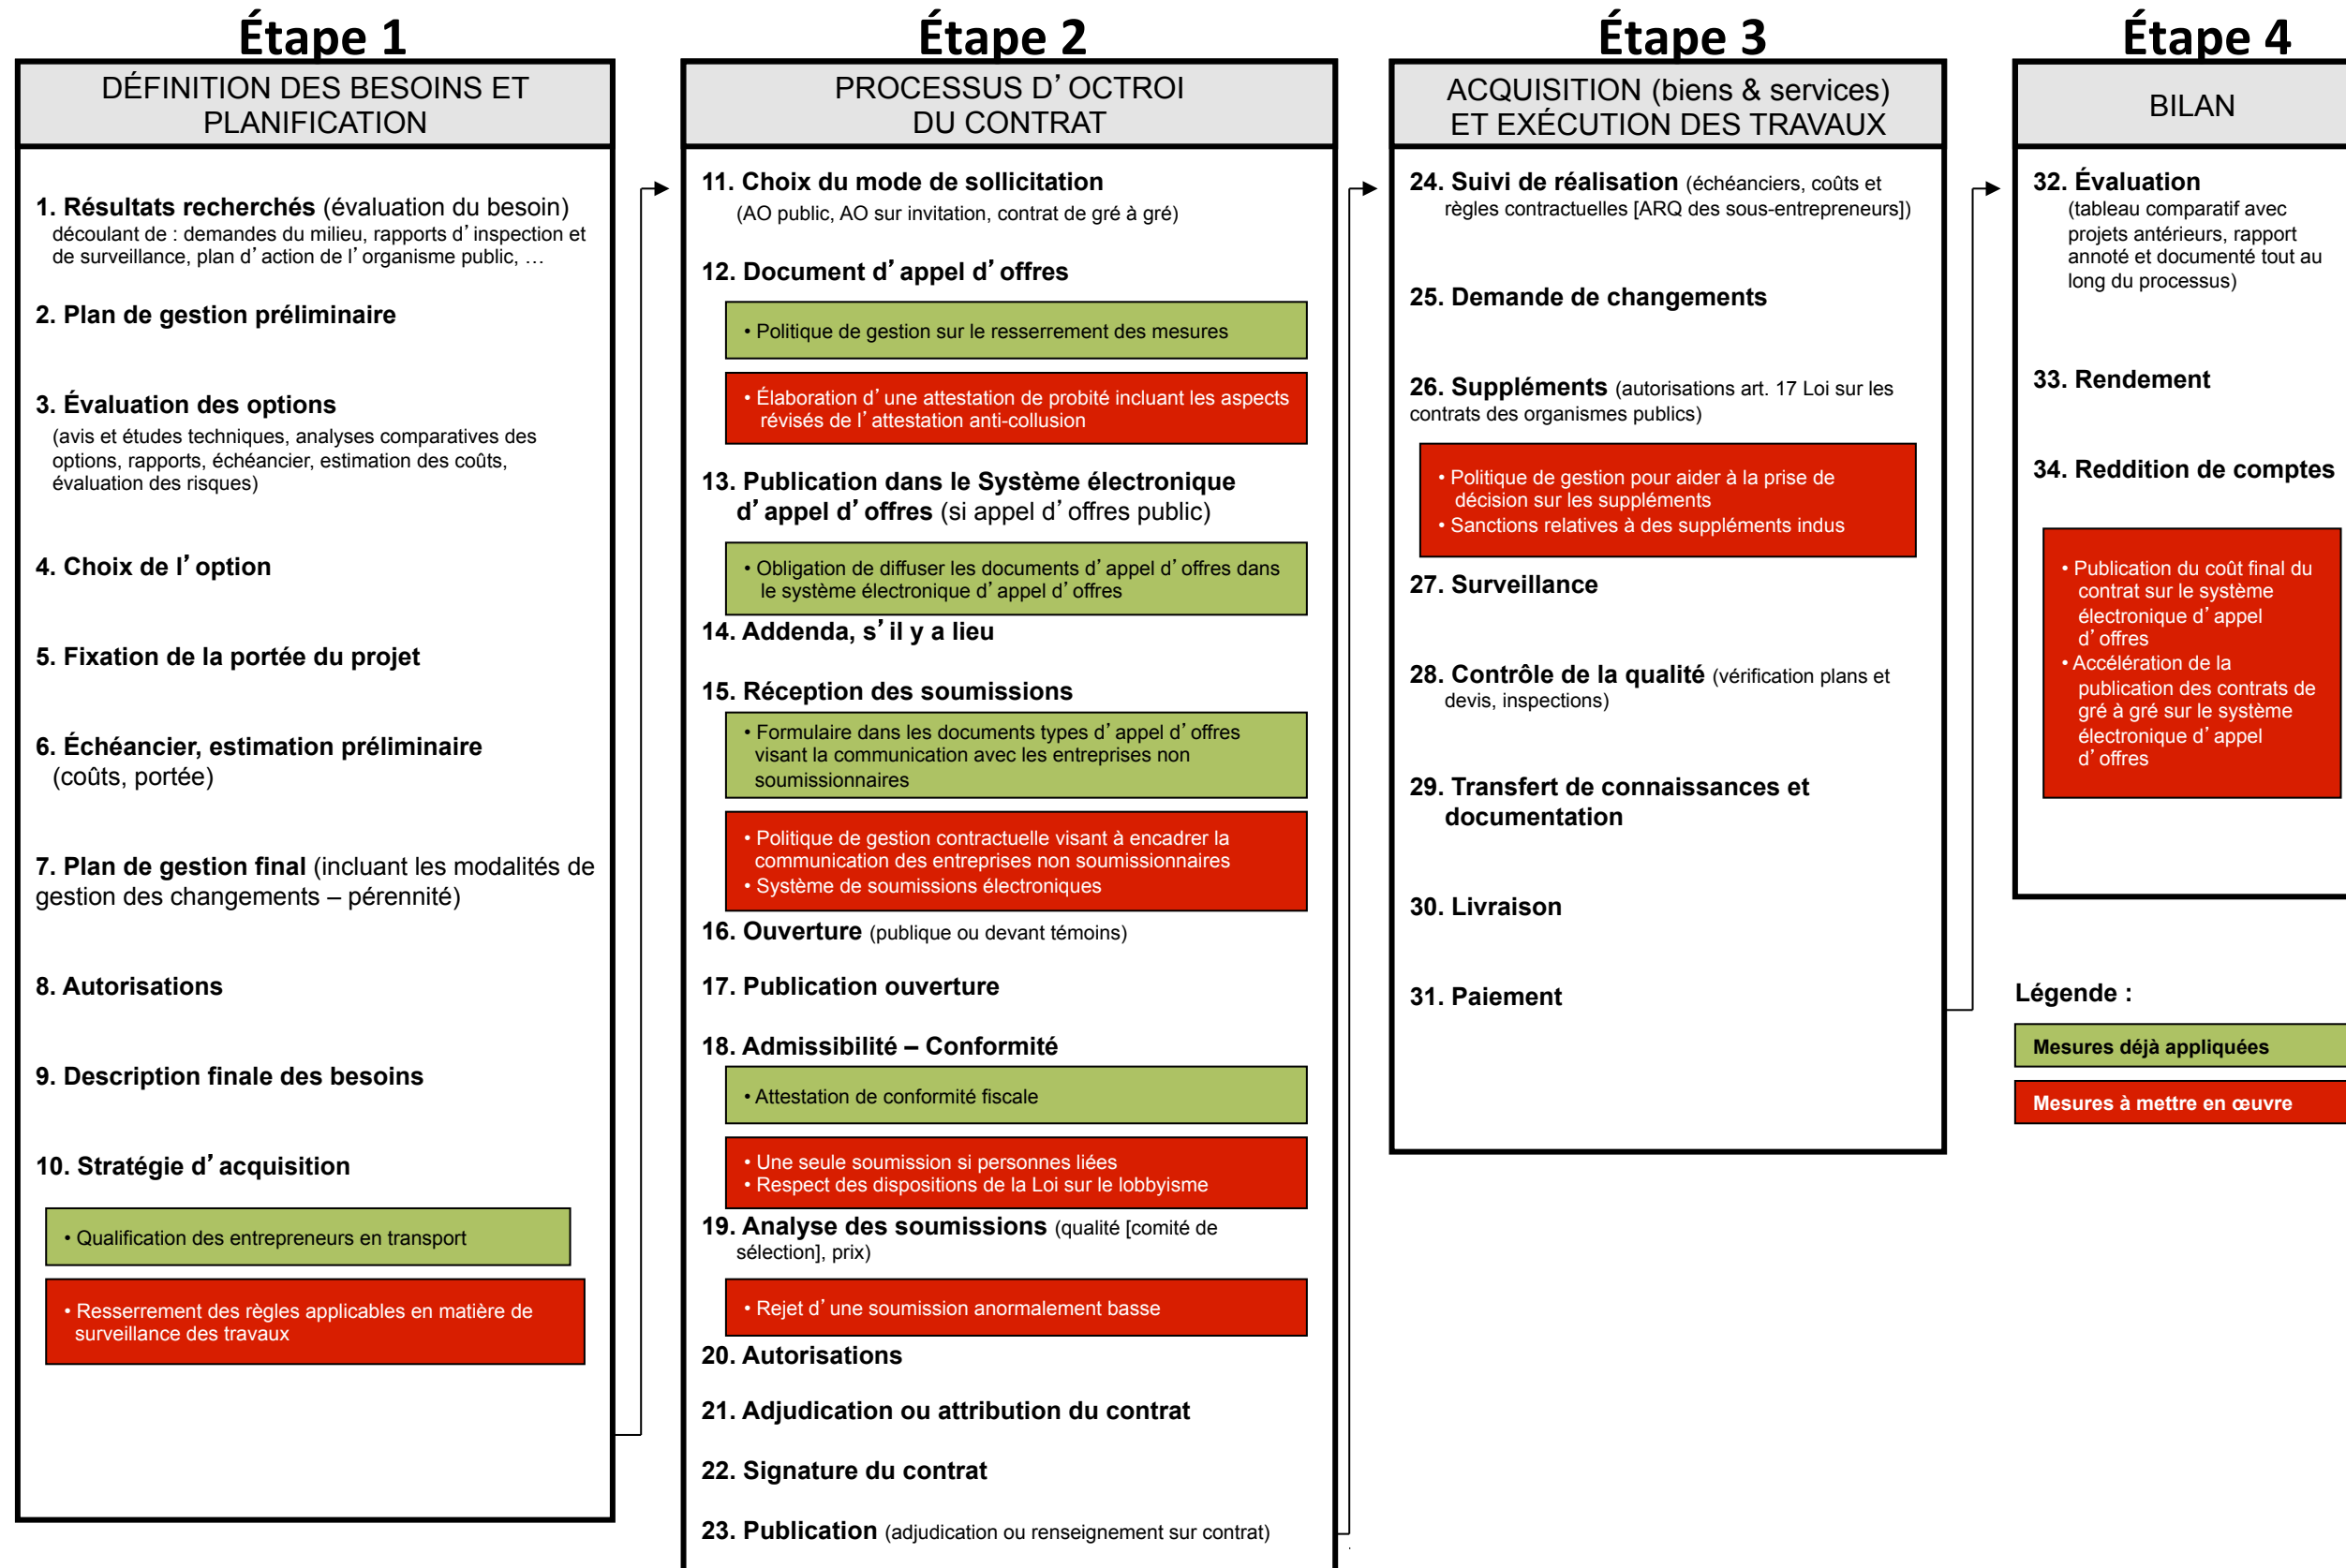 Étape 1
DÉFINITION DES BESOINS ET
PLANIFICATION
1. Résultats recherchés (évaluation du besoin)
découlant de : demandes du milieu, rapports d’inspection et
de surveillance, plan d’action de l’organisme public, …
2. Plan de gestion préliminaire
3. Évaluation des options
(avis et études techniques, analyses comparatives des
options, rapports, échéancier, estimation des coûts,
évaluation des risques)
4. Choix de l’option
5. Fixation de la portée du projet
6. Échéancier, estimation préliminaire
(coûts, portée)
7. Plan de gestion final (incluant les modalités de
gestion des changements – pérennité)
8. Autorisations
9. Description finale des besoins
10. Stratégie d’acquisition
• Qualification des entrepreneurs en transport
• Resserrement des règles applicables en matière de
surveillance des travaux
Étape 2
PROCESSUS D’OCTROI
DU CONTRAT
11. Choix du mode de sollicitation
(AO public, AO sur invitation, contrat de gré à gré)
12. Document d’appel d’offres
• Politique de gestion sur le resserrement des mesures
• Élaboration d’une attestation de probité incluant les aspects
révisés de l’attestation anti-collusion
13. Publication dans le Système électronique
d’appel d’offres (si appel d’offres public)
• Obligation de diffuser les documents d’appel d’offres dans
le système électronique d’appel d’offres
14. Addenda, s’il y a lieu
15. Réception des soumissions
• Formulaire dans les documents types d’appel d’offres
visant la communication avec les entreprises non
soumissionnaires
• Politique de gestion contractuelle visant à encadrer la
communication des entreprises non soumissionnaires
• Système de soumissions électroniques
16. Ouverture (publique ou devant témoins)
17. Publication ouverture
18. Admissibilité – Conformité
• Attestation de conformité fiscale
• Une seule soumission si personnes liées
• Respect des dispositions de la Loi sur le lobbyisme
19. Analyse des soumissions (qualité [comité de
sélection], prix)
• Rejet d’une soumission anormalement basse
20. Autorisations
21. Adjudication ou attribution du contrat
22. Signature du contrat
23. Publication (adjudication ou renseignement sur contrat)
Étape 3
ACQUISITION (biens & services)
ET EXÉCUTION DES TRAVAUX
24. Suivi de réalisation (échéanciers, coûts et
règles contractuelles [ARQ des sous-entrepreneurs])
25. Demande de changements
26. Suppléments (autorisations art. 17 Loi sur les
contrats des organismes publics)
• Politique de gestion pour aider à la prise de
décision sur les suppléments
• Sanctions relatives à des suppléments indus
27. Surveillance
28. Contrôle de la qualité (vérification plans et
devis, inspections)
29. Transfert de connaissances et
documentation
30. Livraison
31. Paiement
Étape 4
BILAN
32. Évaluation
(tableau comparatif avec
projets antérieurs, rapport
annoté et documenté tout au
long du processus)
33. Rendement
34. Reddition de comptes
• Publication du coût final du
contrat sur le système
électronique d’appel
d’offres
• Accélération de la
publication des contrats de
gré à gré sur le système
électronique d’appel
d’offres
Légende :
Mesures déjà appliquées
Mesures à mettre en œuvre